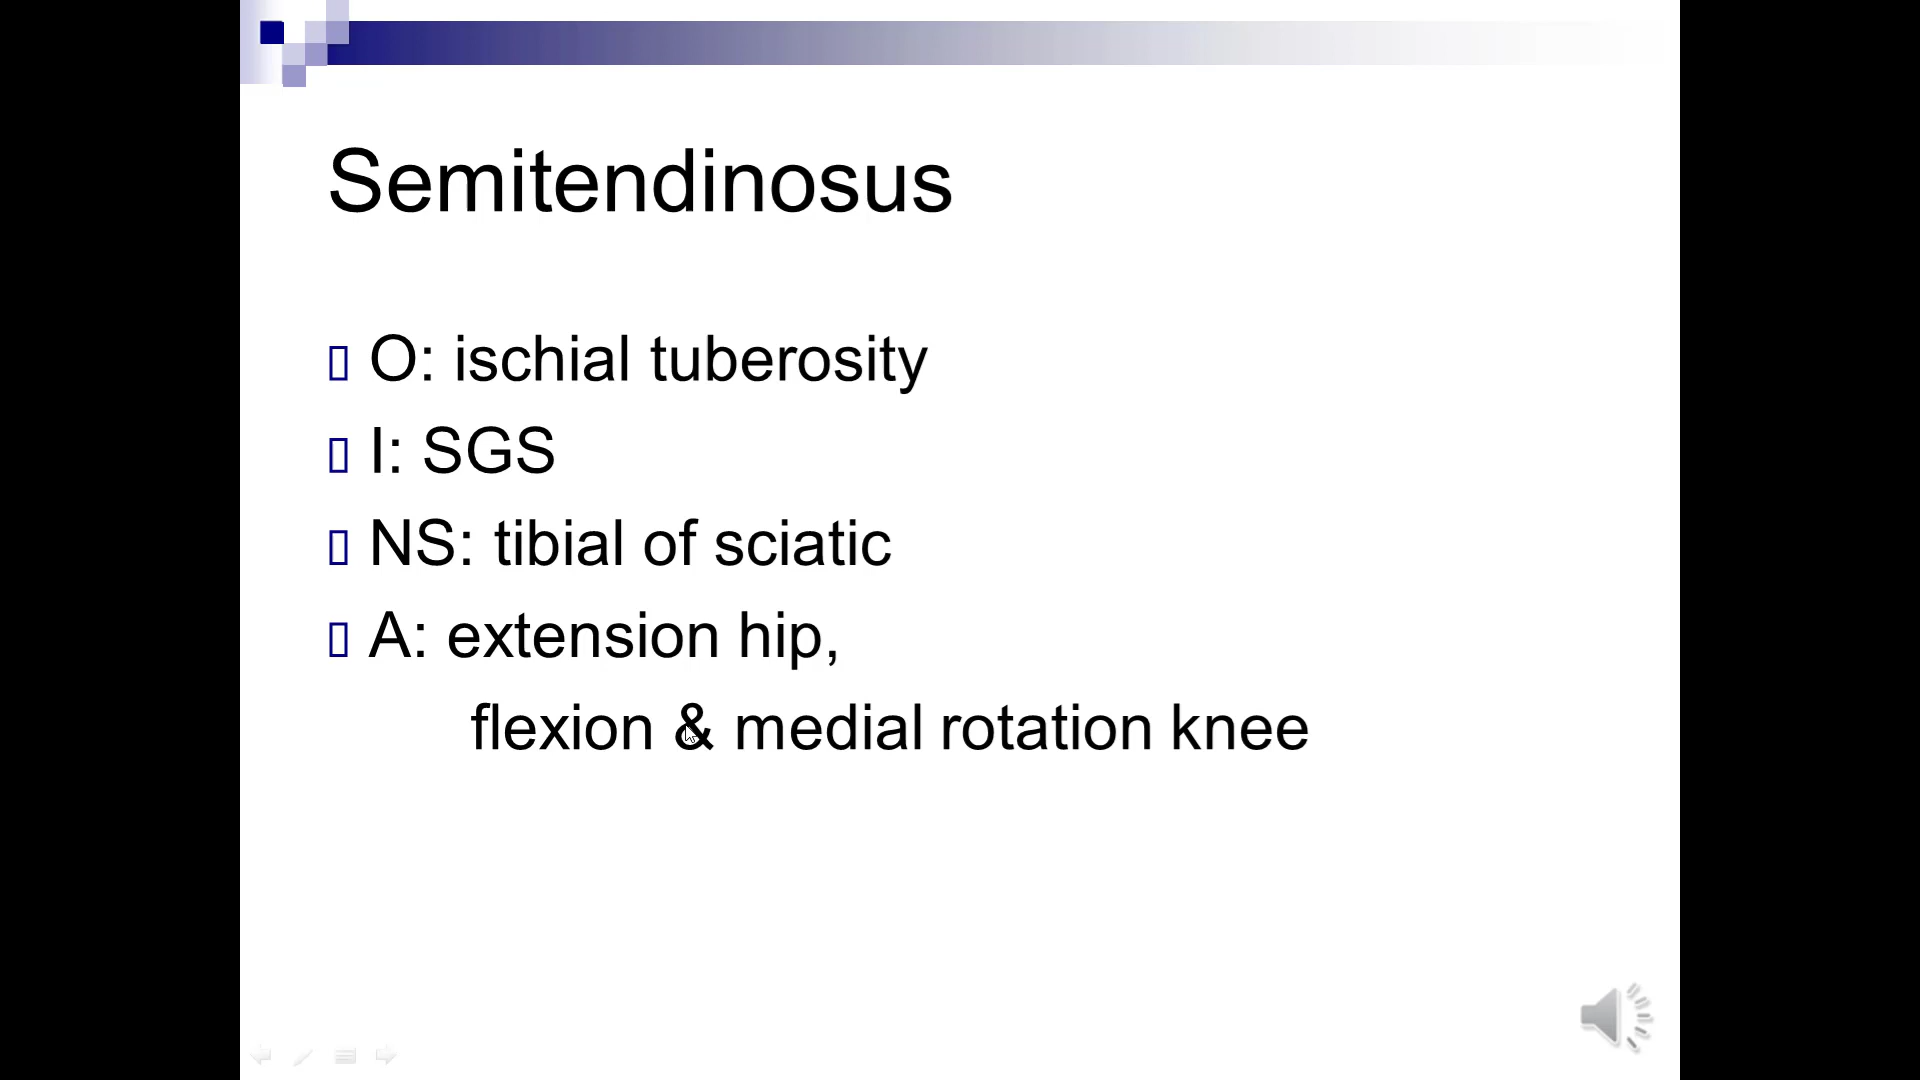 Semitendinosus
O: ischial tuberosity
I: SGS
NS: tibial of sciatic
A: extension hip,
flexion & medial rotation knee